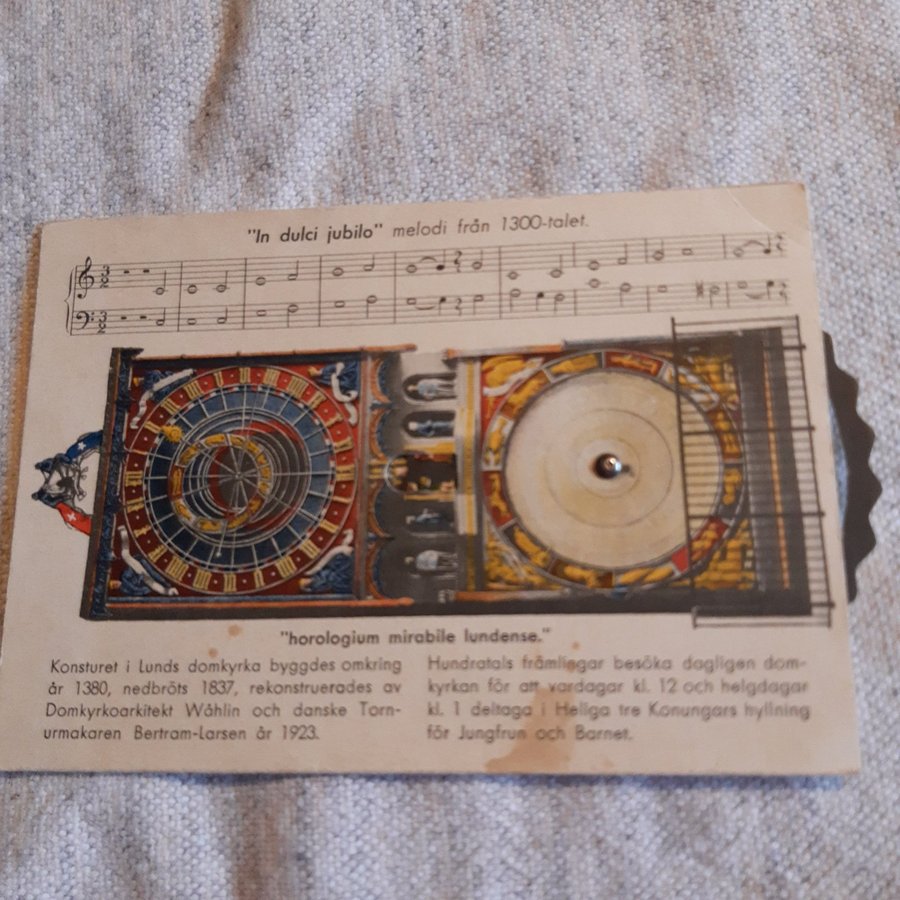 "In dulci jubilo" melodi från 1300-talet.
"horologium mirabile lundense."
Konsturet i Lunds domkyrka byggdes omkring
år 1380, nedbröts 1837, rekonstruerades av
Domkyrkoarkitekt Wåhlin och danske Torn-
urmakaren Bertram-Larsen år 1923.
Hundratals främlingar besöka dagligen dom-
kyrkan för att vardagar kl. 12 och helgdagar
kl. 1 deltaga i Heliga tre Konungars hyllning
för Jungfrun och Barnet.